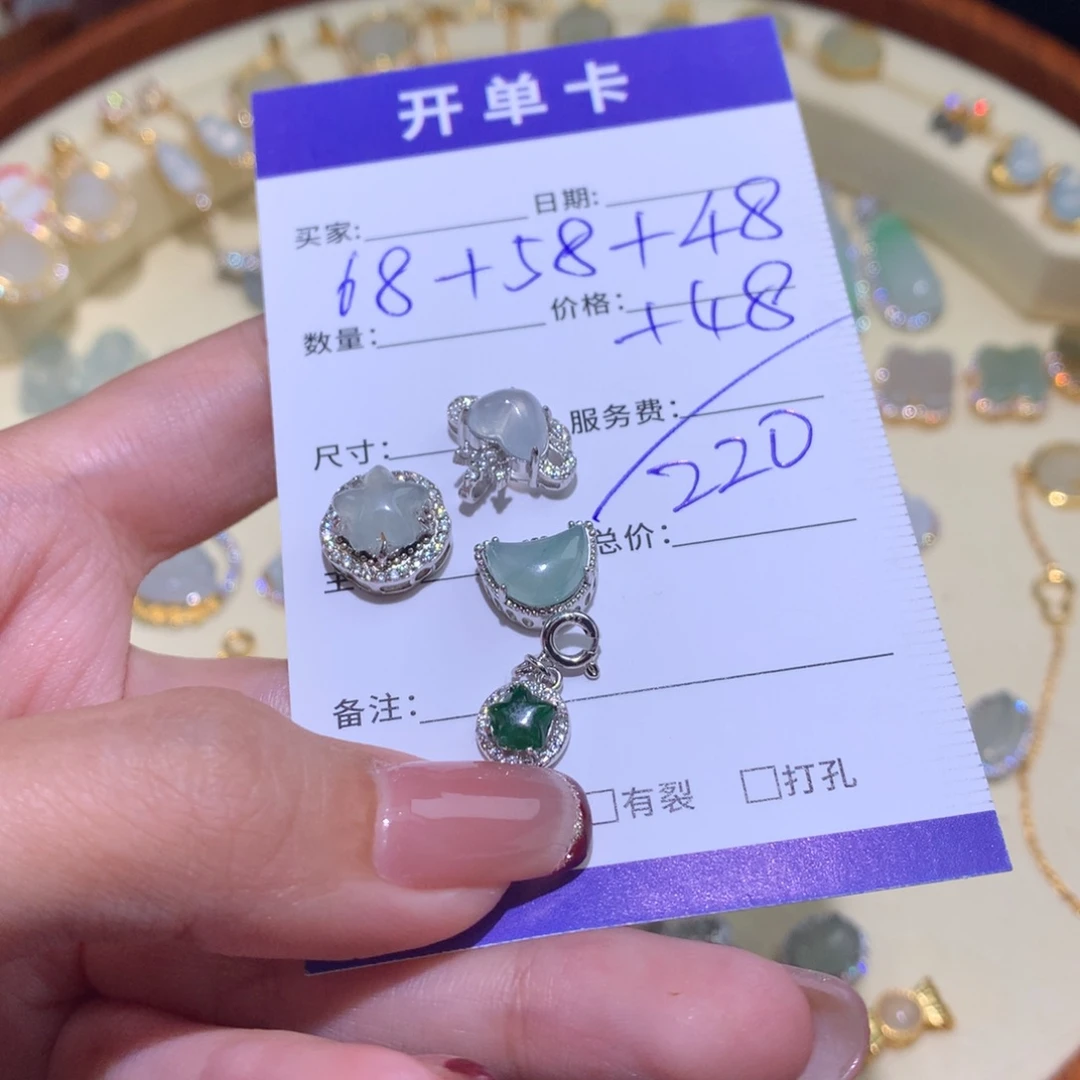 开单卡
买家: 日期:
68+58+48
数量: 价格:
+48
尺寸: 服务费:
220
总价:
备注:
有裂 打孔